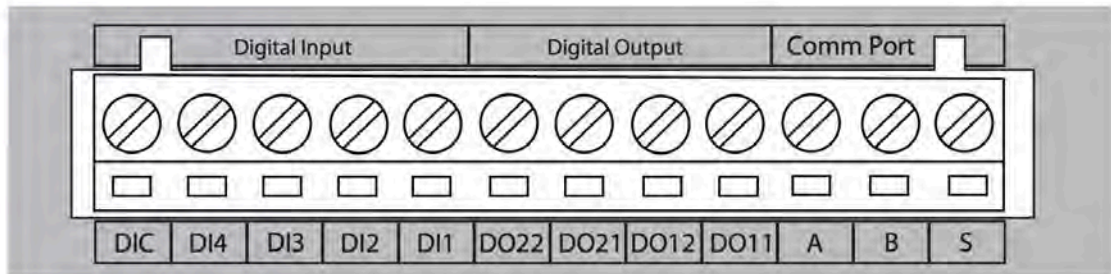 Digital Input Digital Output Comm Port
DIC DI4 DI3 DI2 DI1 DO22 DO21 DO12 DO11 A B S